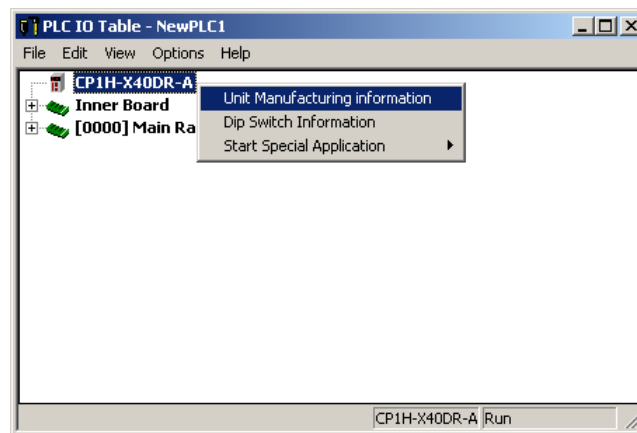 PLC IO Table - NewPLC1
File Edit View Options Help
CP1H-X40DR-A
Inner Board
[0000] Main Ra
Unit Manufacturing information
Dip Switch Information
Start Special Application
CP1H-X40DR-A Run